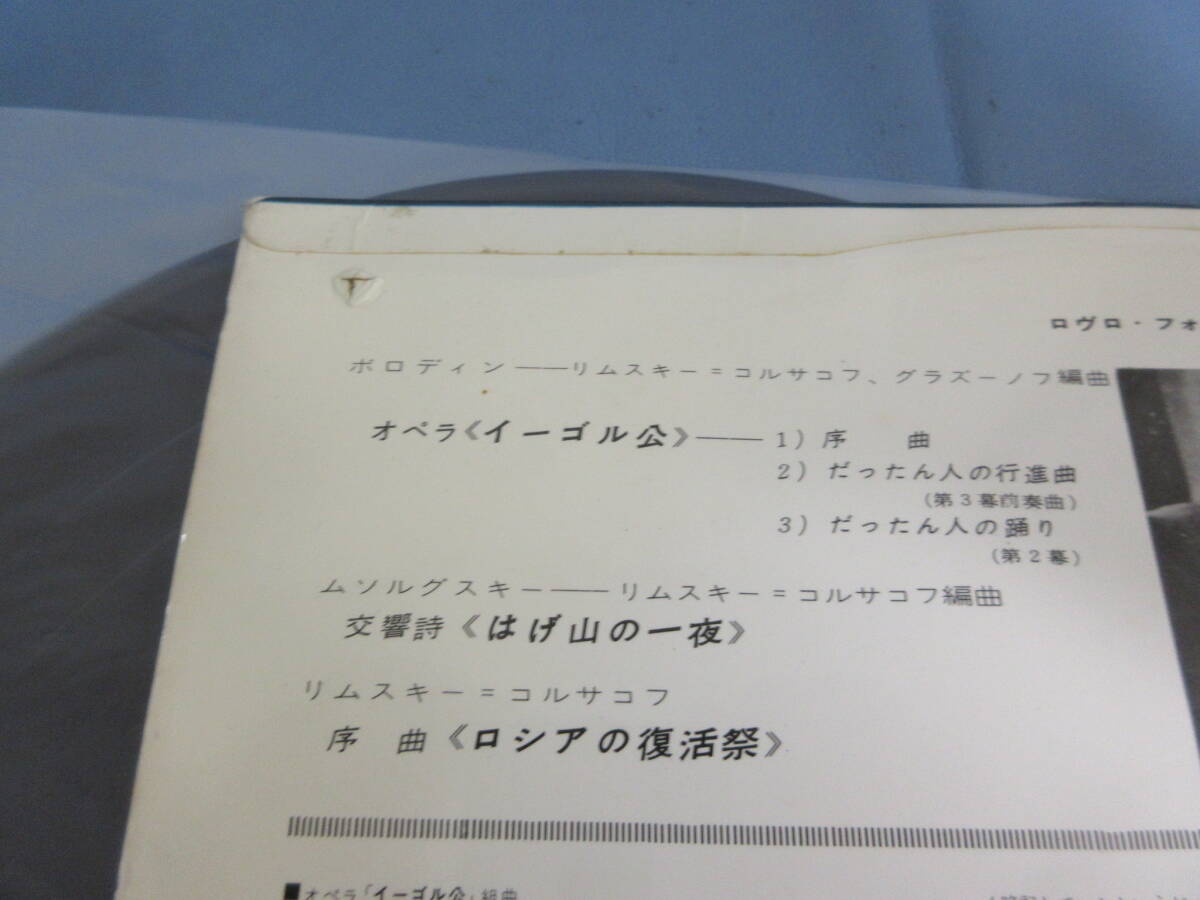 ロヴロ・フォ
ボロディン――リムスキー＝コルサコフ、グラズーノフ編曲
オペラ《イーゴル公》――1）序　曲
2）だったん人の行進曲
（第3幕前奏曲）
3）だったん人の踊り
（第2幕）
ムソルグスキー――リムスキー＝コルサコフ編曲
交響詩《はげ山の一夜》
リムスキー＝コルサコフ
序　曲《ロシアの復活祭》
■オペラ「イーゴル公」組曲